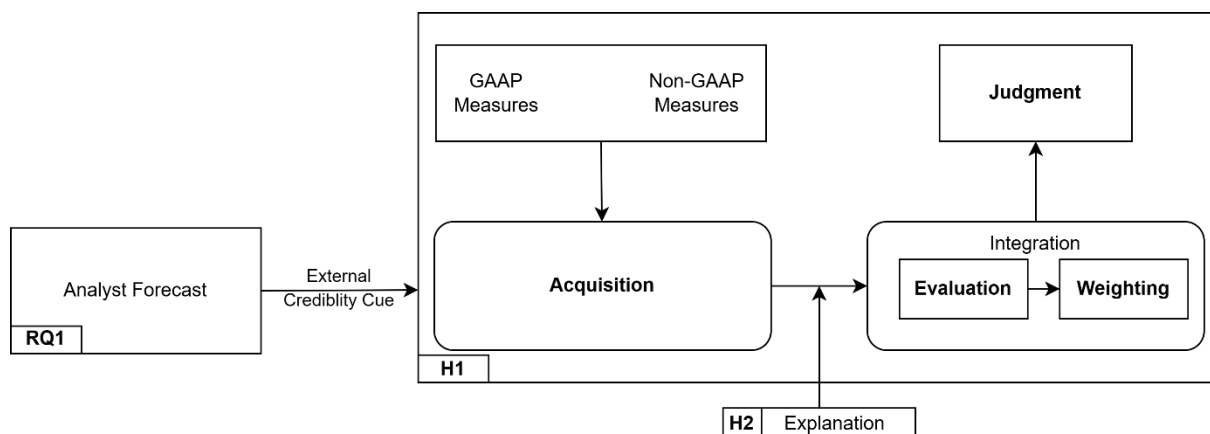 GAAP
Measures
Non-GAAP
Measures
Judgment
Analyst Forecast
RQ1
External
Crediblity Cue
Acquisition
Integration
Evaluation
Weighting
H1
H2
Explanation